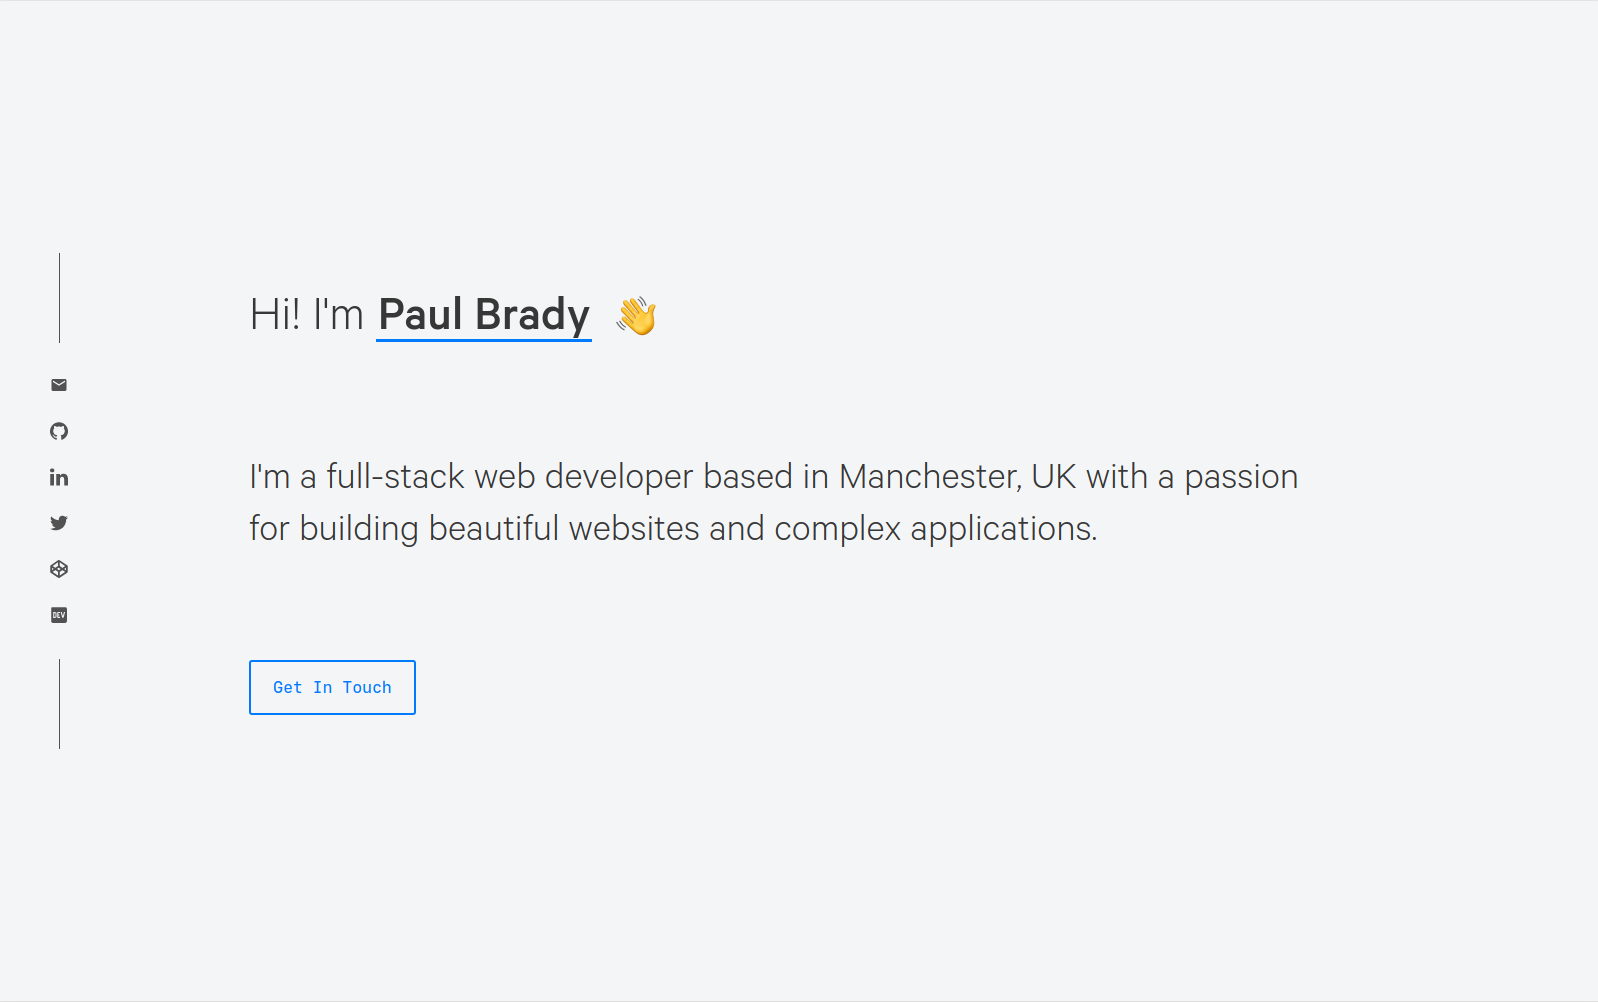 Hi! I'm Paul Brady 👋
I'm a full-stack web developer based in Manchester, UK with a passion
for building beautiful websites and complex applications.
DEV
Get In Touch